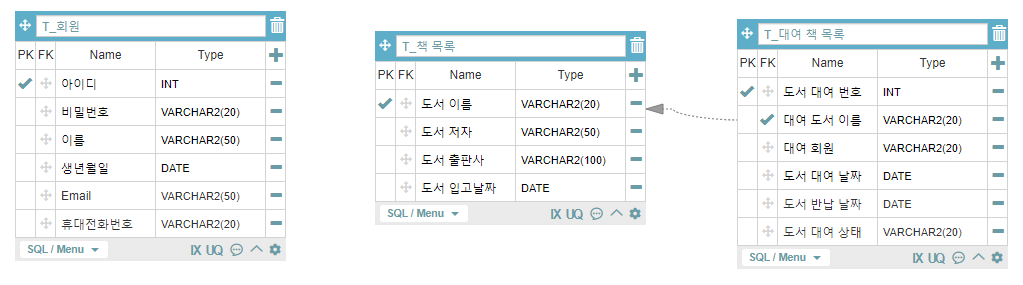 T_회원
PK FK Name Type
아이디 INT
비밀번호 VARCHAR2(20)
이름 VARCHAR2(50)
생년월일 DATE
Email VARCHAR2(50)
휴대전화번호 VARCHAR2(20)
SQL / Menu IX UQ
T_책 목록
PK FK Name Type
도서 이름 VARCHAR2(20)
도서 저자 VARCHAR2(50)
도서 출판사 VARCHAR2(100)
도서 입고날짜 DATE
SQL / Menu IX UQ
T_대여 책 목록
PK FK Name Type
도서 대여 번호 INT
대여 도서 이름 VARCHAR2(20)
대여 회원 VARCHAR2(20)
도서 대여 날짜 DATE
도서 반납 날짜 DATE
도서 대여 상태 VARCHAR2(20)
SQL / Menu IX UQ